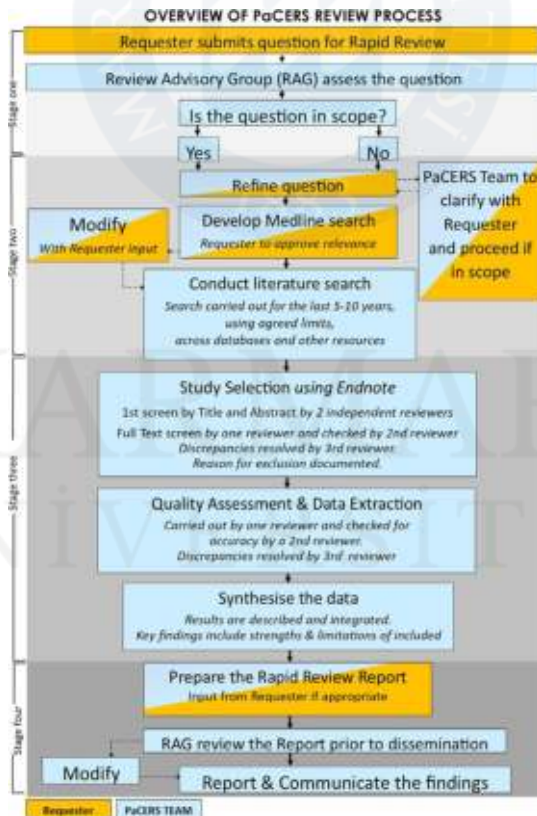 OVERVIEW OF PaCERS REVIEW PROCESS
Requester submits question for Rapid Review
Review Advisory Group (RAG) assess the question
Is the question in scope?
Yes
No
Refine question
PaCERS Team to
clarify with
Requester
and proceed if
in scope
Develop Medline search
Requester to approve relevance
Modify
With Requester input
Conduct literature search
Search carried out for the last 5-10 years,
using agreed limits,
across databases and other resources
Study Selection using Endnote
1st screen by Title and Abstract by 2 independent reviewers
Full Text screen by one reviewer and checked by 2nd reviewer
Discrepancies resolved by 3rd reviewer
Reason for exclusion documented.
Quality Assessment & Data Extraction
Carried out by one reviewer and checked for
accuracy by a 2nd reviewer.
Discrepancies resolved by 3rd reviewer
Synthesise the data
Results are described and integrated.
Key findings include strengths & limitations of included
Prepare the Rapid Review Report
Input from Requester if appropriate
RAG review the Report prior to dissemination
Modify
Report & Communicate the findings
Stage one
Stage two
Stage three
Stage four
Requester
PaCERS TEAM